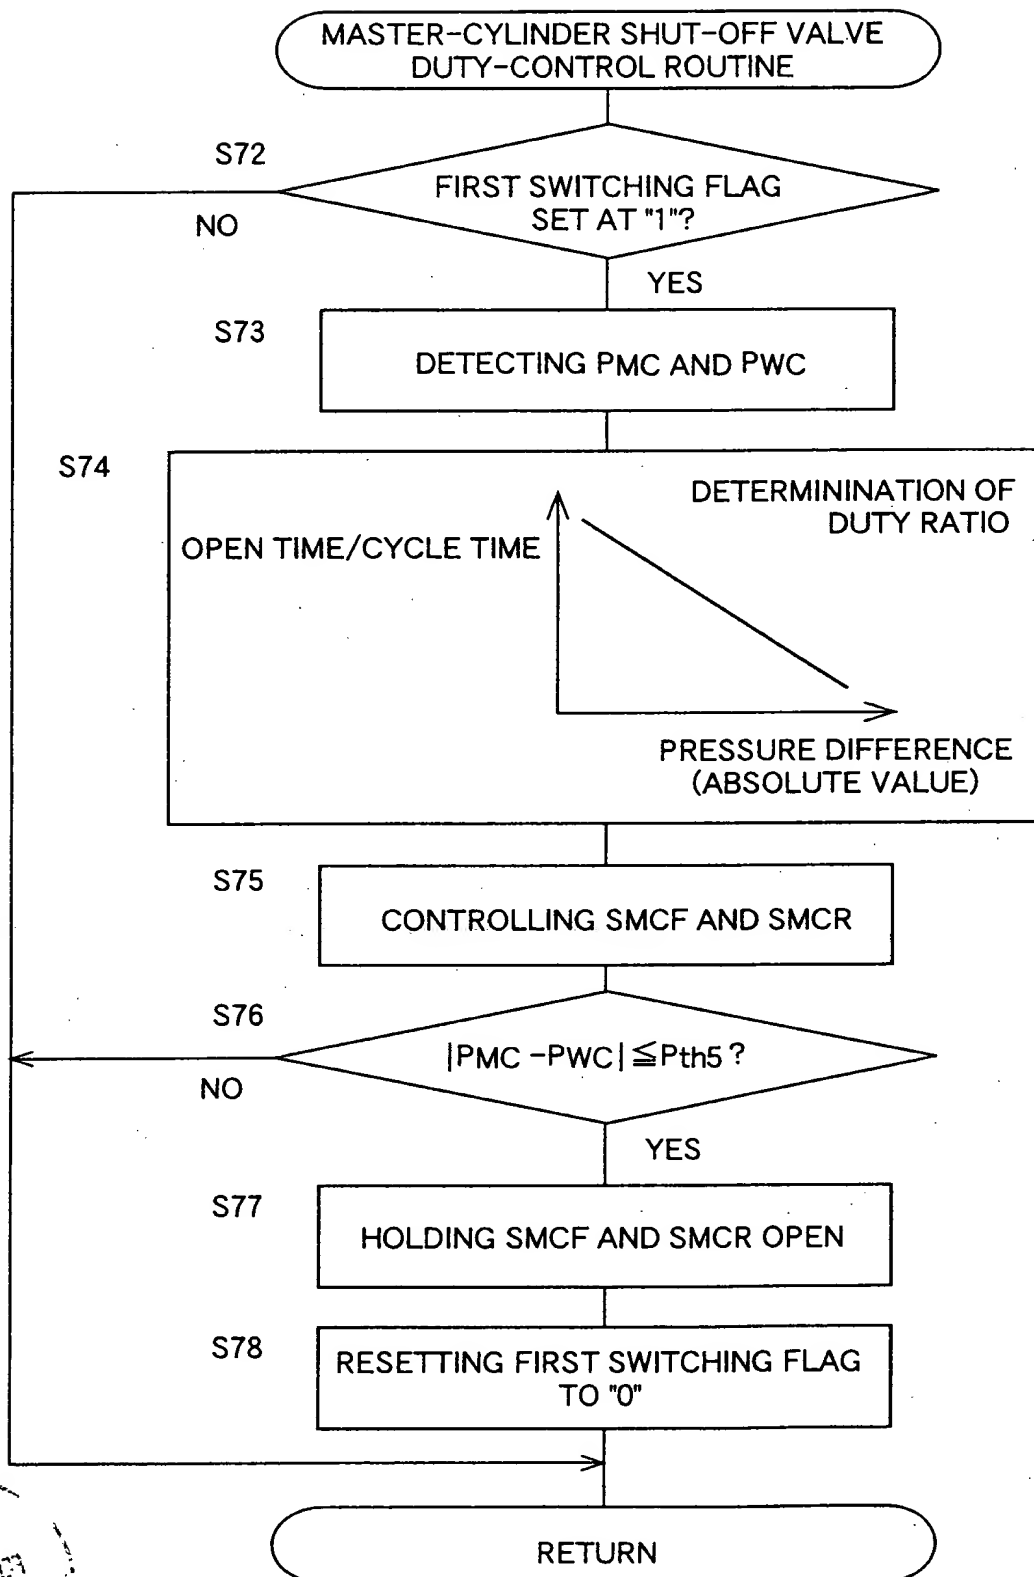 MASTER-CYLINDER SHUT-OFF VALVE
DUTY-CONTROL ROUTINE
S72
FIRST SWITCHING FLAG
SET AT "1"?
NO
YES
S73
DETECTING PMC AND PWC
S74
DETERMININATION OF
DUTY RATIO
OPEN TIME/CYCLE TIME
PRESSURE DIFFERENCE
(ABSOLUTE VALUE)
S75
CONTROLLING SMCF AND SMCR
S76
|PMC -PWC| ≦Pth5 ?
NO
YES
S77
HOLDING SMCF AND SMCR OPEN
S78
RESETTING FIRST SWITCHING FLAG
TO "0"
RETURN